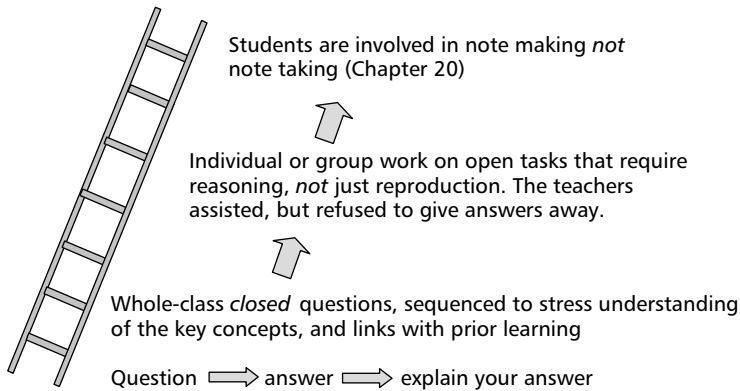 Students are involved in note making not
note taking (Chapter 20)
Individual or group work on open tasks that require
reasoning, not just reproduction. The teachers
assisted, but refused to give answers away.
Whole-class closed questions, sequenced to stress understanding
of the key concepts, and links with prior learning
Question answer explain your answer